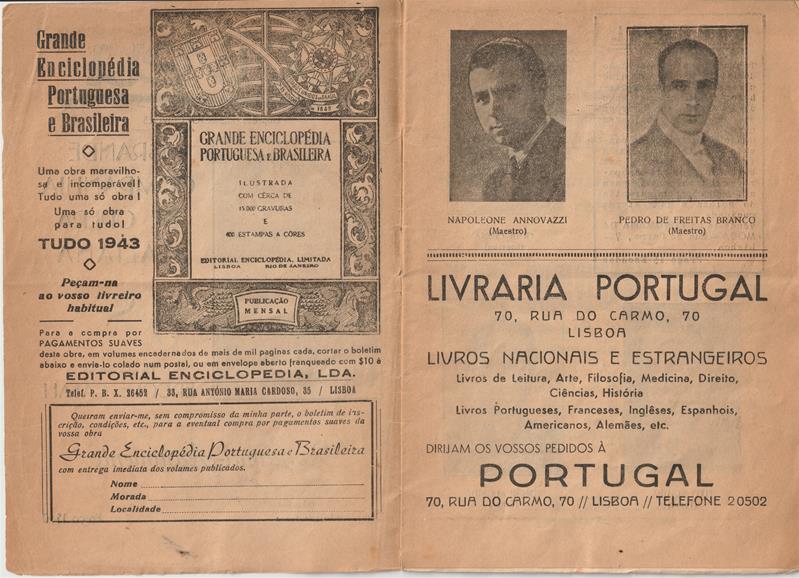 Grande
Enciclopédia
Portuguesa
e Brasileira
Uma obra maravilho-
sa e incomparável!
Tudo uma só obra!
Uma só obra
para tudo!
TUDO 1943
Peçam-na
ao vosso livreiro
habitual
GRANDE ENCICLOPÉDIA
PORTUGUESA E BRASILEIRA
ILUSTRADA
COM CÊRCA DE
15.000 GRAVURAS
E
400 ESTAMPAS A CÔRES
EDITORIAL ENCICLOPÉDIA, LIMITADA
LISBOA RIO DE JANEIRO
PUBLICAÇÃO
MENSAL
Para a compra por
PAGAMENTOS SUAVES
desta obra, em volumes encadernados de mais de mil paginas cada, cortar o boletim
abaixo e envia-lo colado num postal, ou em envelope aberto franqueado com $10 á
EDITORIAL ENCICLOPEDIA, LDA.
Telef. P. B. X. 26452 / 33, RUA ANTÓNIO MARIA CARDOSO, 35 / LISBOA
Queiram enviar-me, sem compromisso da minha parte, o boletim de ins-
crição, condições, etc., para a eventual compra por pagamentos suaves da
vossa obra
Grande Enciclopédia Portuguesa e Brasileira
com entrega imediata dos volumes publicados.
Nome
Morada
Localidade
NAPOLEONE ANNOVAZZI
(Maestro)
PEDRO DE FREITAS BRANCO
(Maestro)
LIVRARIA PORTUGAL
70, RUA DO CARMO, 70
LISBOA
LIVROS NACIONAIS E ESTRANGEIROS
Livros de Leitura, Arte, Filosofia, Medicina, Direito,
Ciências, História
Livros Portugueses, Franceses, Inglêses, Espanhois,
Americanos, Alemães, etc.
DIRIJAM OS VOSSOS PEDIDOS À
PORTUGAL
70, RUA DO CARMO, 70 // LISBOA // TELEFONE 20502